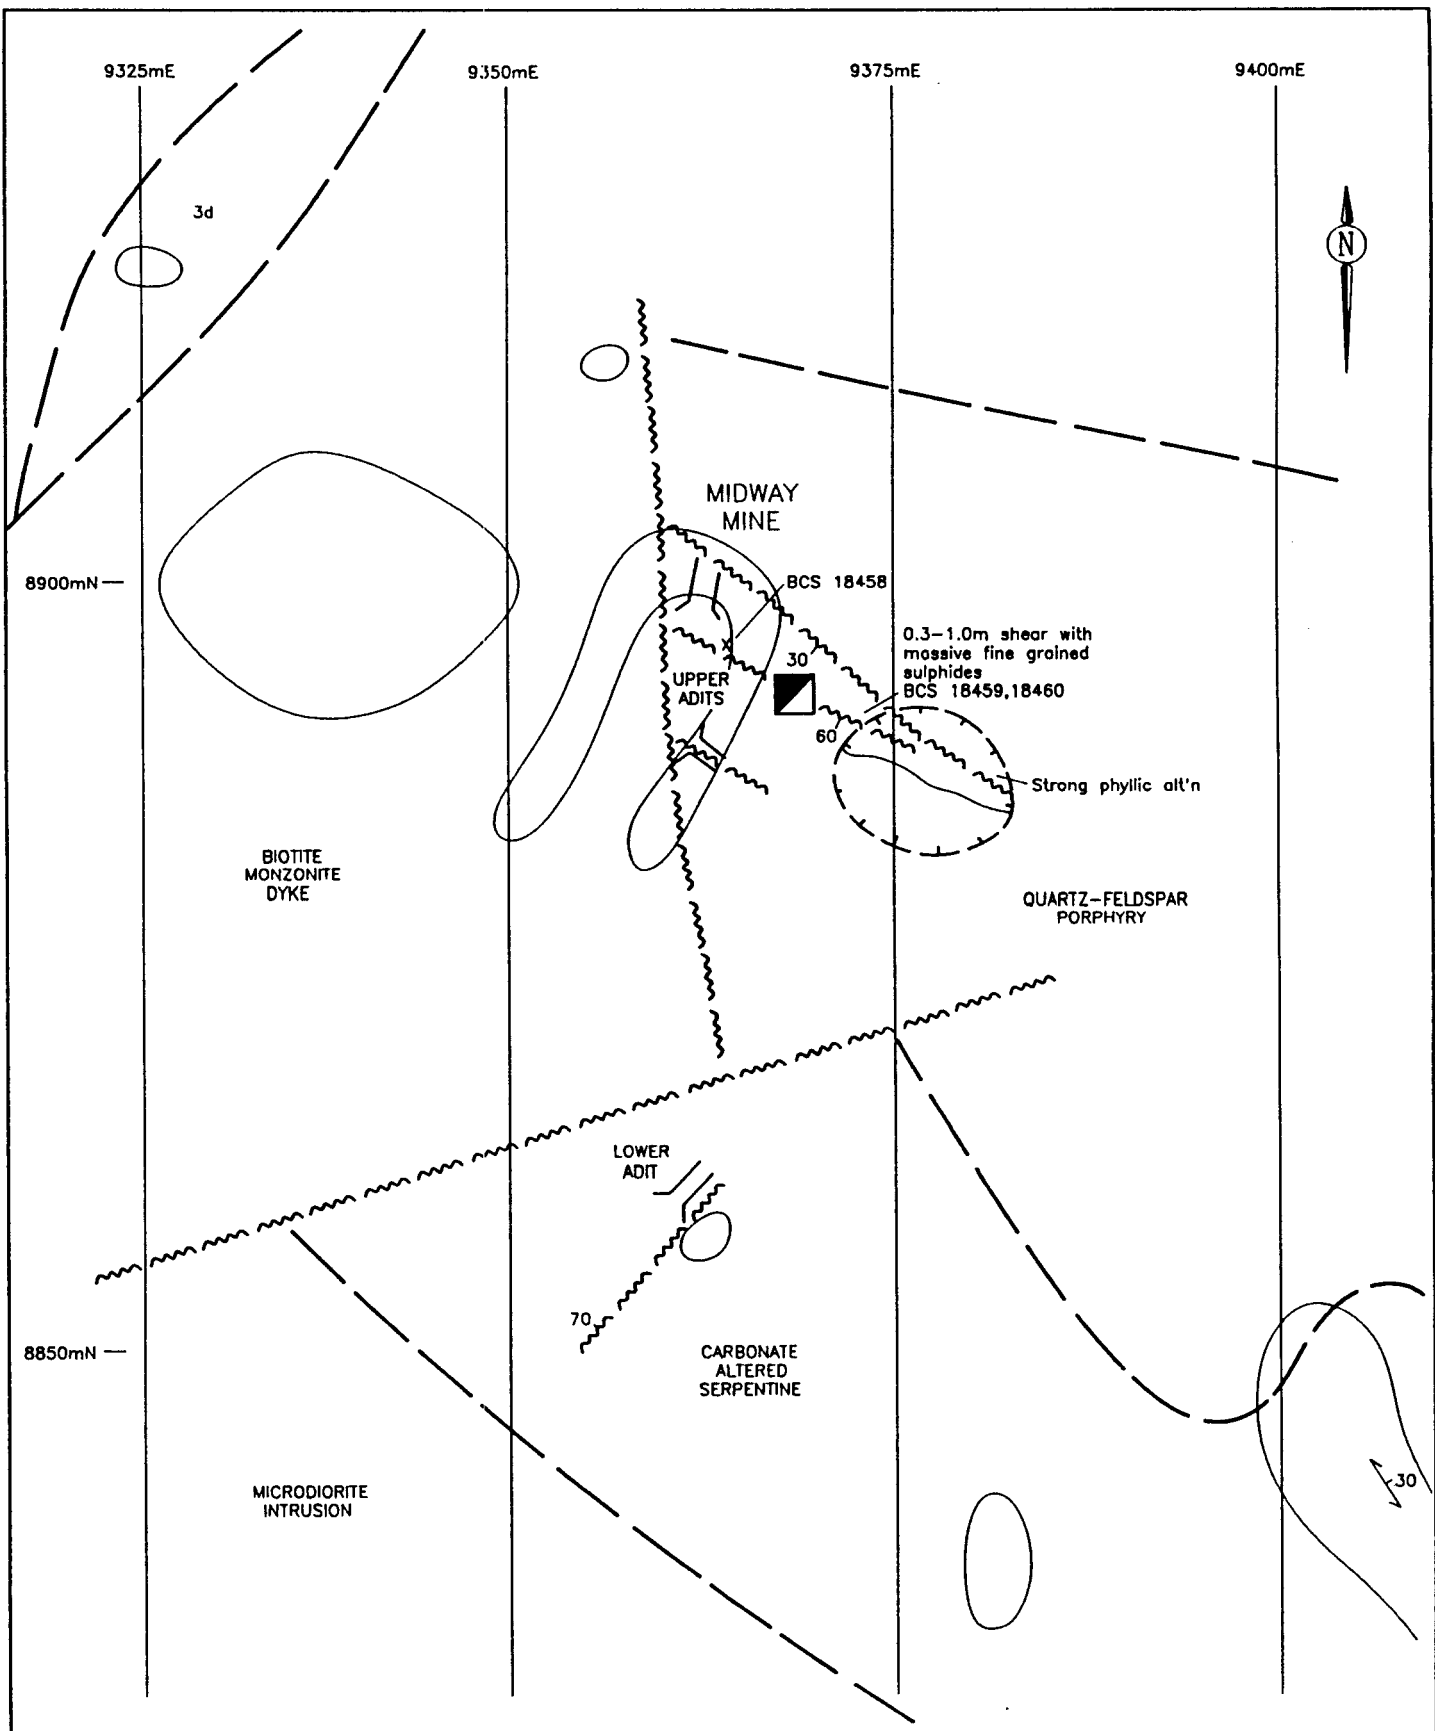 9325mE
9350mE
9375mE
9400mE
3d
N
MIDWAY
MINE
8900mN
BCS 18458
0.3-1.0m shear with
massive fine grained
sulphides
BCS 18459,18460
30
UPPER
ADITS
60
Strong phyllic alt'n
BIOTITE
MONZONITE
DYKE
QUARTZ-FELDSPAR
PORPHYRY
LOWER
ADIT
70
8850mN
CARBONATE
ALTERED
SERPENTINE
30
MICRODIORITE
INTRUSION